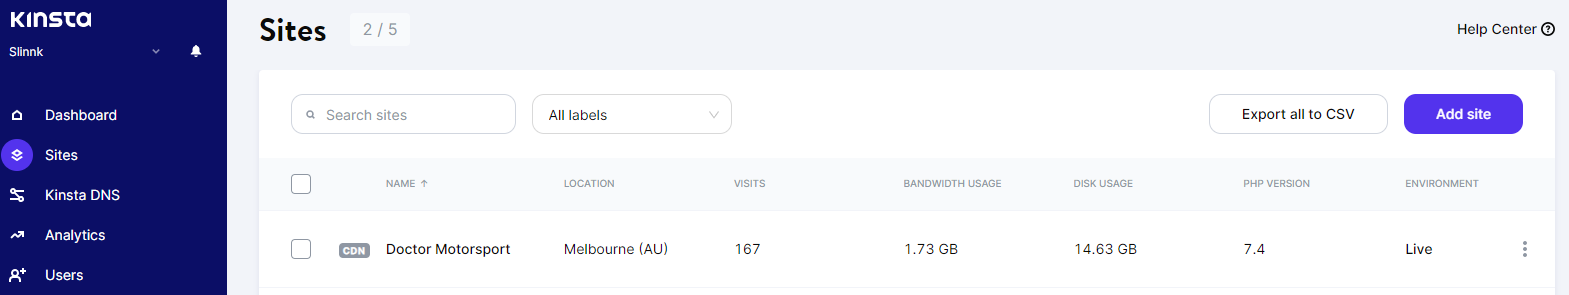 Kinsta
Slinnk
Dashboard
Sites
Kinsta DNS
Analytics
Users
Sites 2 / 5
Help Center ?
Search sites All labels Export all to CSV Add site
NAME ↑ LOCATION VISITS BANDWIDTH USAGE DISK USAGE PHP VERSION ENVIRONMENT
CDN Doctor Motorsport Melbourne (AU) 167 1.73 GB 14.63 GB 7.4 Live